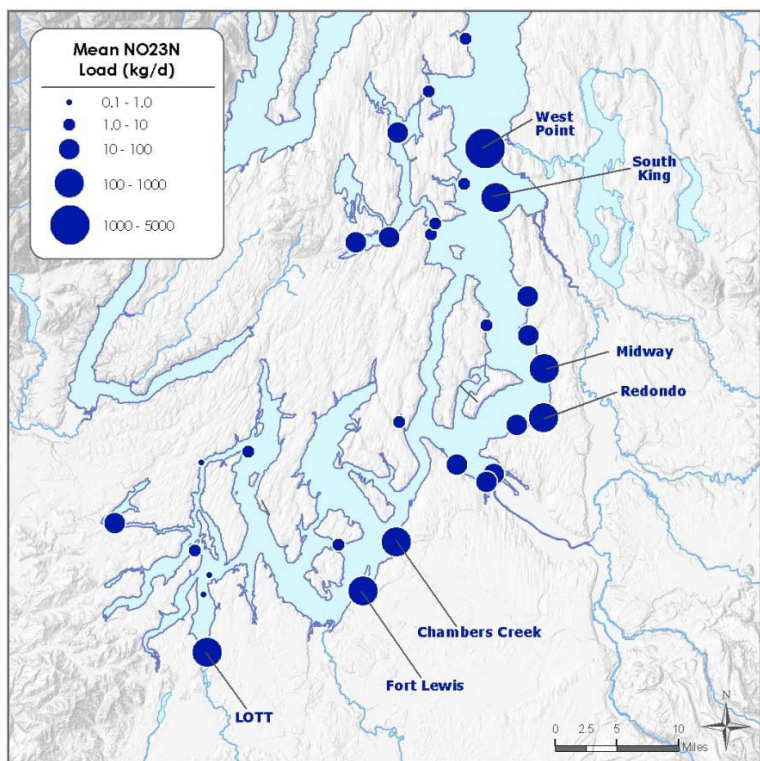 Mean NO23N
Load (kg/d)
0.1 - 1.0
1.0 - 10
10 - 100
100 - 1000
1000 - 5000
West
Point
South
King
Midway
Redondo
Chambers Creek
Fort Lewis
LOTT
N
0 2.5 5 10
Miles